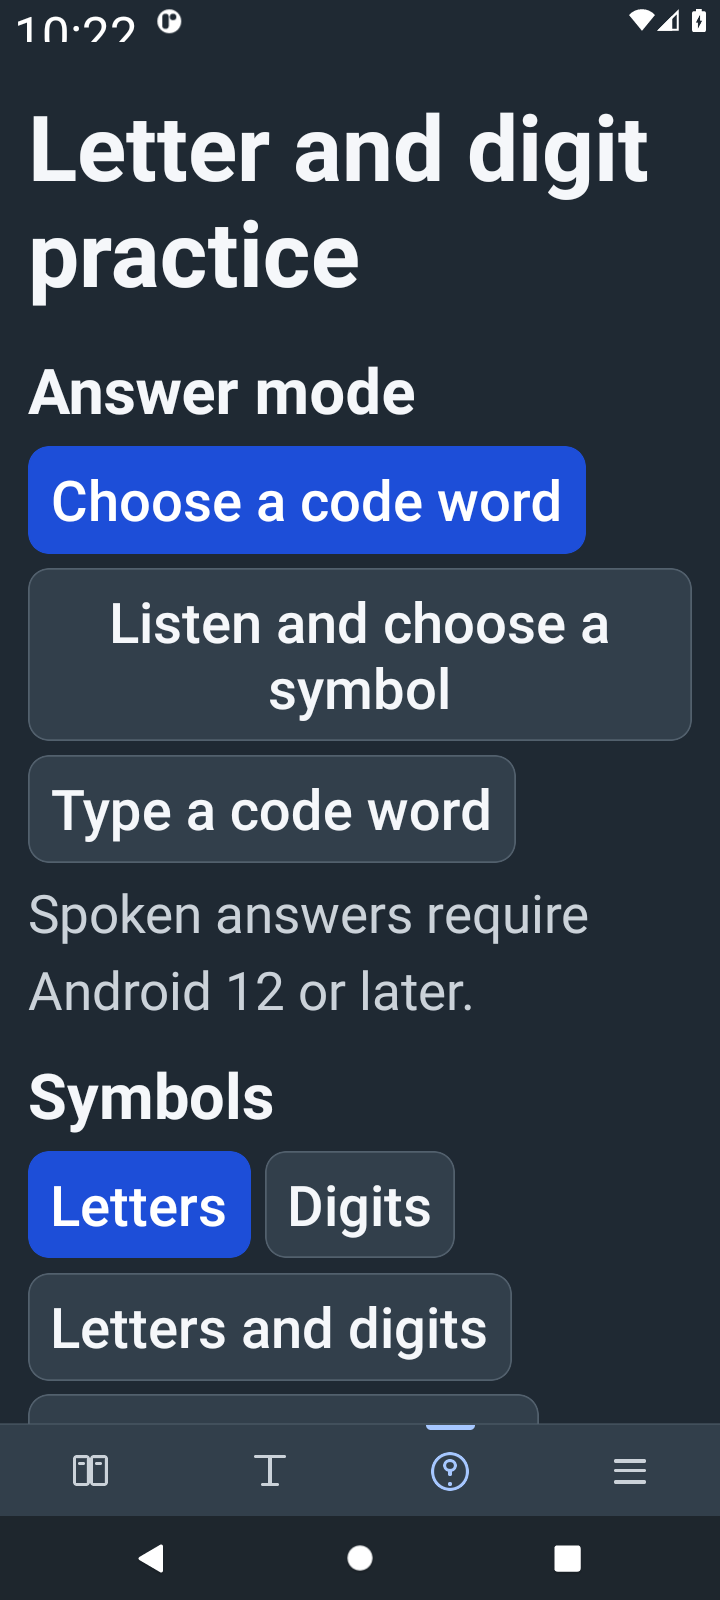 10:22
Letter and digit
practice
Answer mode
Choose a code word
Listen and choose a
symbol
Type a code word
Spoken answers require
Android 12 or later.
Symbols
Letters
Digits
Letters and digits